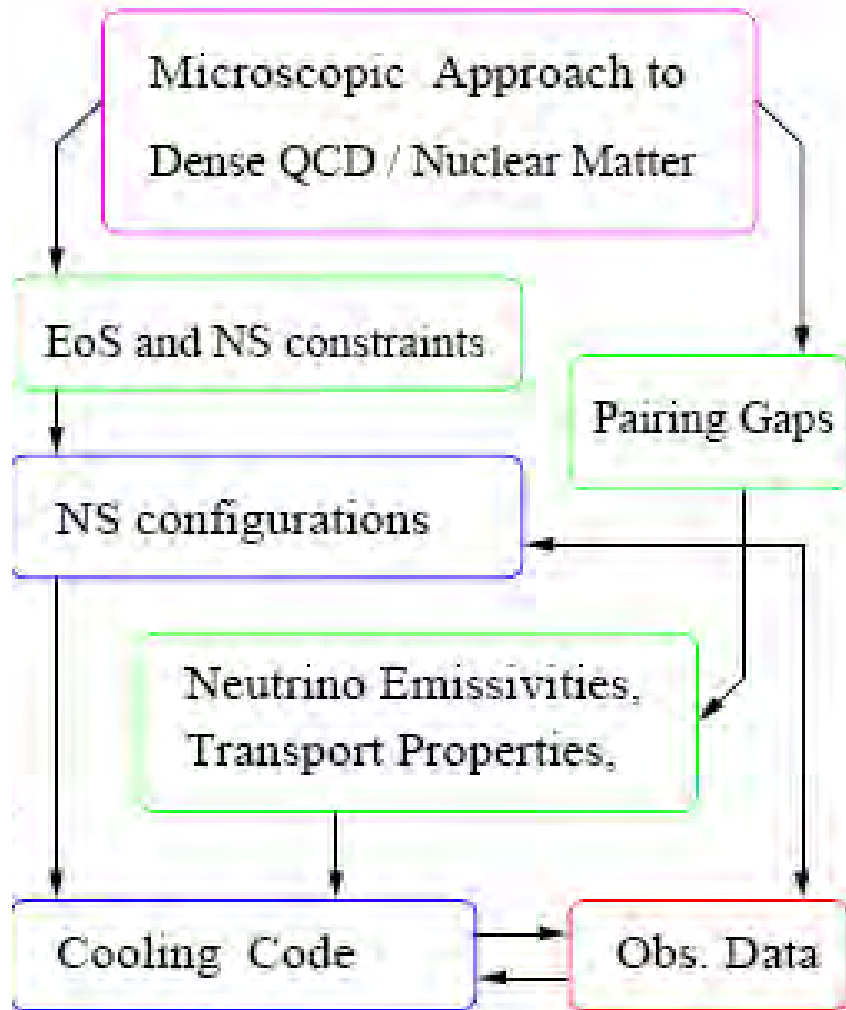 Microscopic Approach to
Dense QCD / Nuclear Matter
EoS and NS constraints
Pairing Gaps
NS configurations
Neutrino Emissivities,
Transport Properties,
Cooling Code
Obs. Data